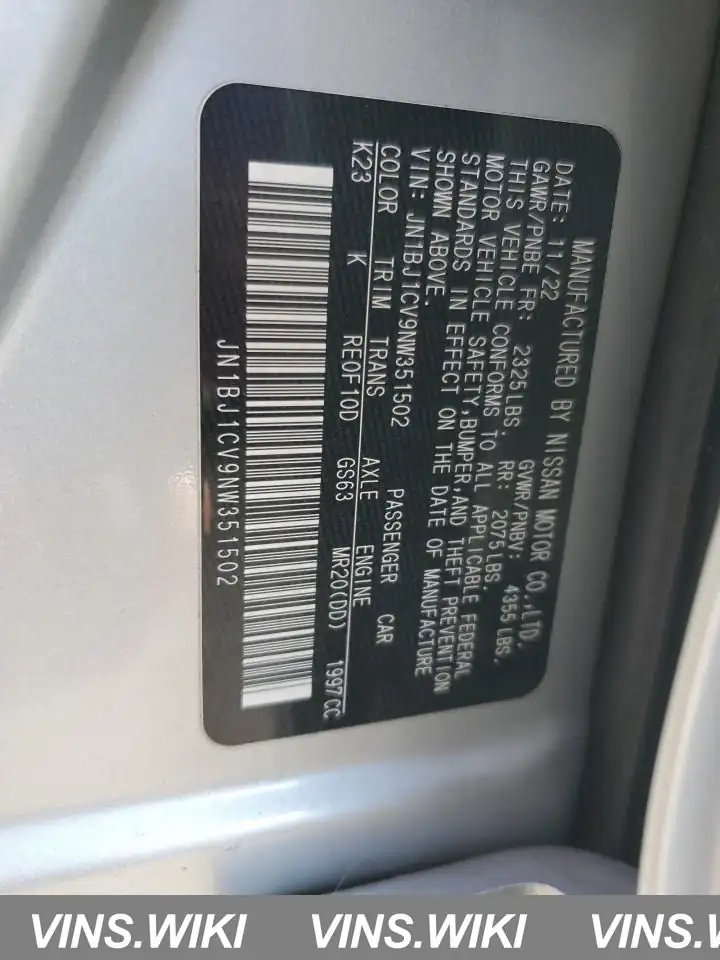 MANUFACTURED BY NISSAN MOTOR CO.,LTD.
DATE: 11/22 GVWR/PNBV: 4355LBS.
GAWR/PNBE FR: 2325LBS. RR: 2075LBS.
THIS VEHICLE CONFORMS TO ALL APPLICABLE FEDERAL
MOTOR VEHICLE SAFETY,BUMPER,AND THEFT PREVENTION
STANDARDS IN EFFECT ON THE DATE OF MANUFACTURE
SHOWN ABOVE.
VIN: JN1BJ1CV9NW351502 PASSENGER CAR
COLOR TRIM TRANS AXLE ENGINE
K23 K RE0F10D GS63 MR20(DD) 1997CC
JN1BJ1CV9NW351502
VINS.WIKI VINS.WIKI VINS.W